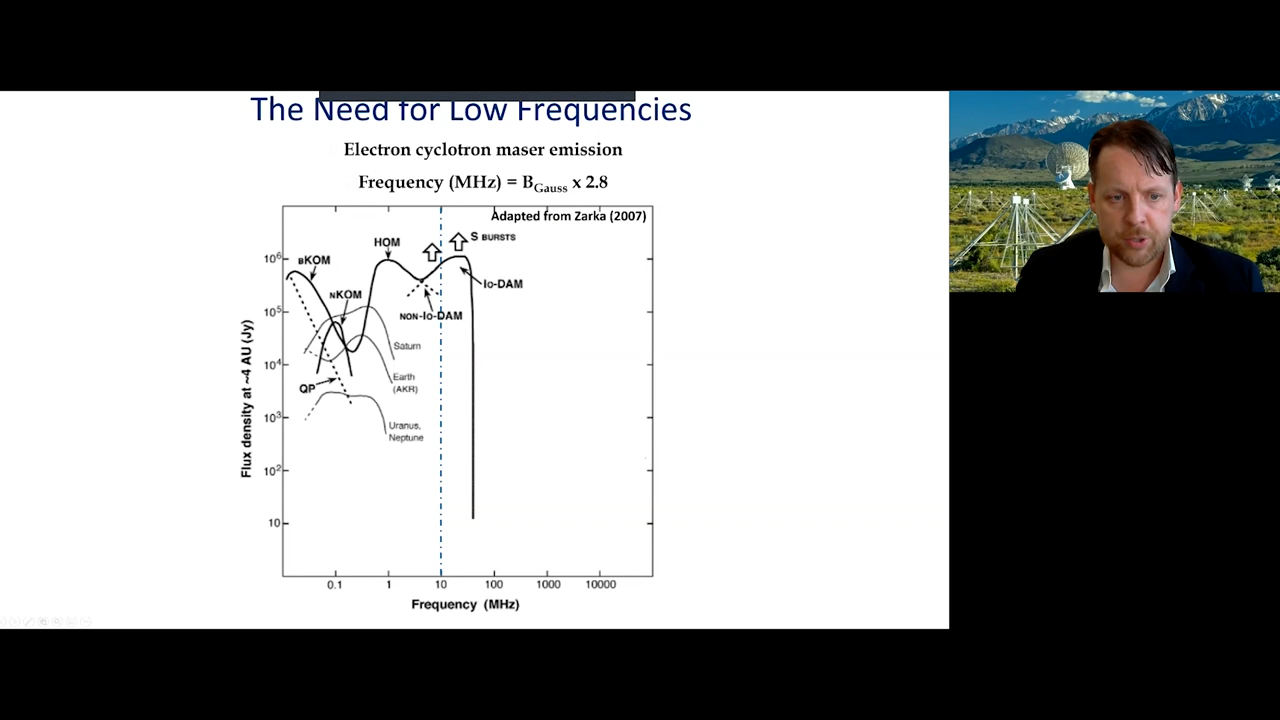 The Need for Low Frequencies
Electron cyclotron maser emission
Frequency (MHz) = BGauss x 2.8
Adapted from Zarka (2007)
S BURSTS
HOM
BKOM
10⁶
IO-DAM
NKOM
10⁵
NON-IO-DAM
Saturn
10⁴
Earth
(AKR)
QP
10³
Uranus,
Neptune
10²
10
Flux density at ~4 AU (Jy)
0.1 1 10 100 1000 10000
Frequency (MHz)